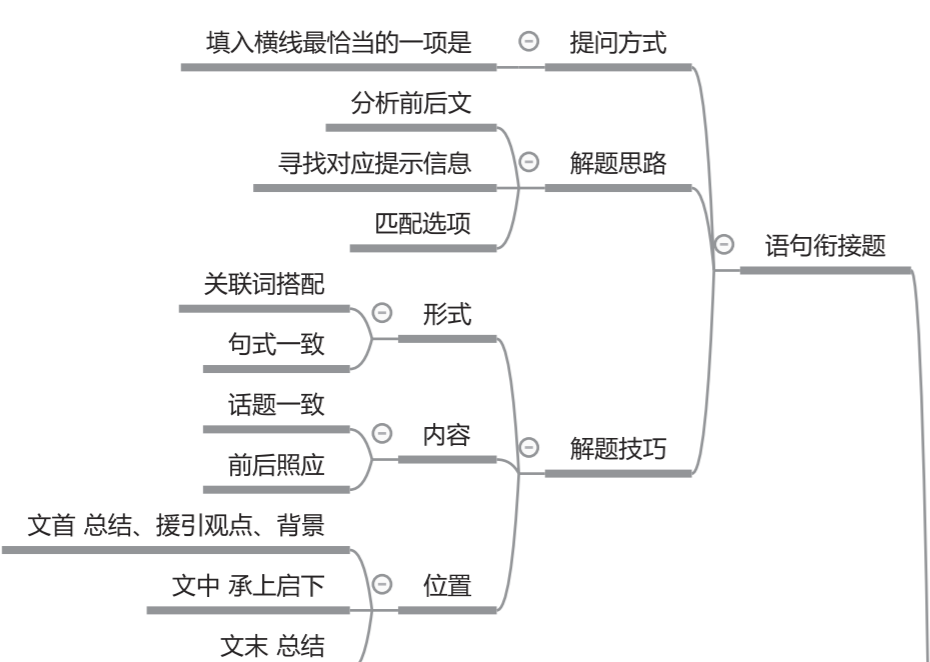 填入横线最恰当的一项是 提问方式
分析前后文
寻找对应提示信息 解题思路
匹配选项
语句衔接题
关联词搭配
形式
句式一致
话题一致
内容
解题技巧
前后照应
文首 总结、援引观点、背景
文中 承上启下 位置
文末 总结